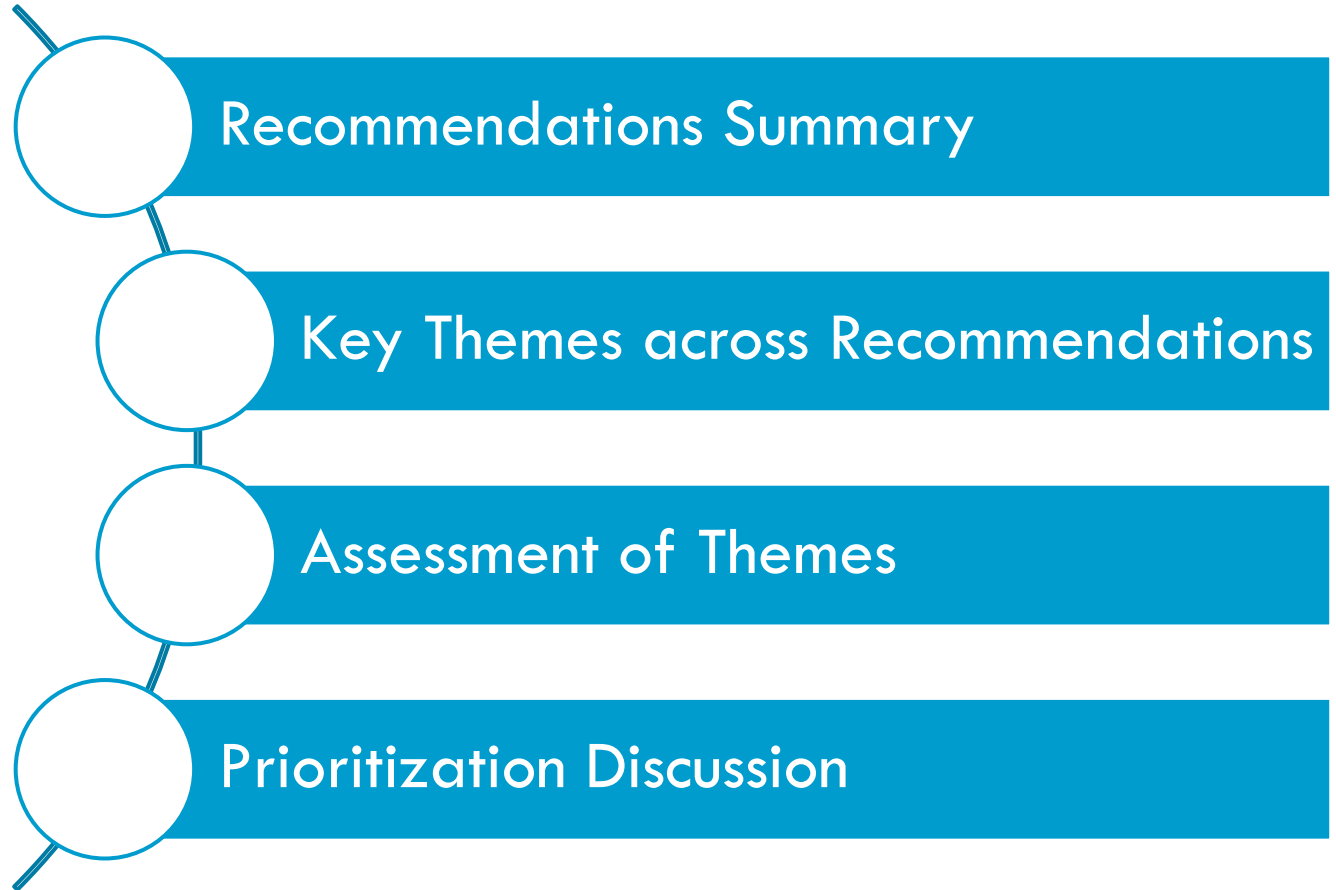 Recommendations Summary
Key Themes across Recommendations
Assessment of Themes
Prioritization Discussion